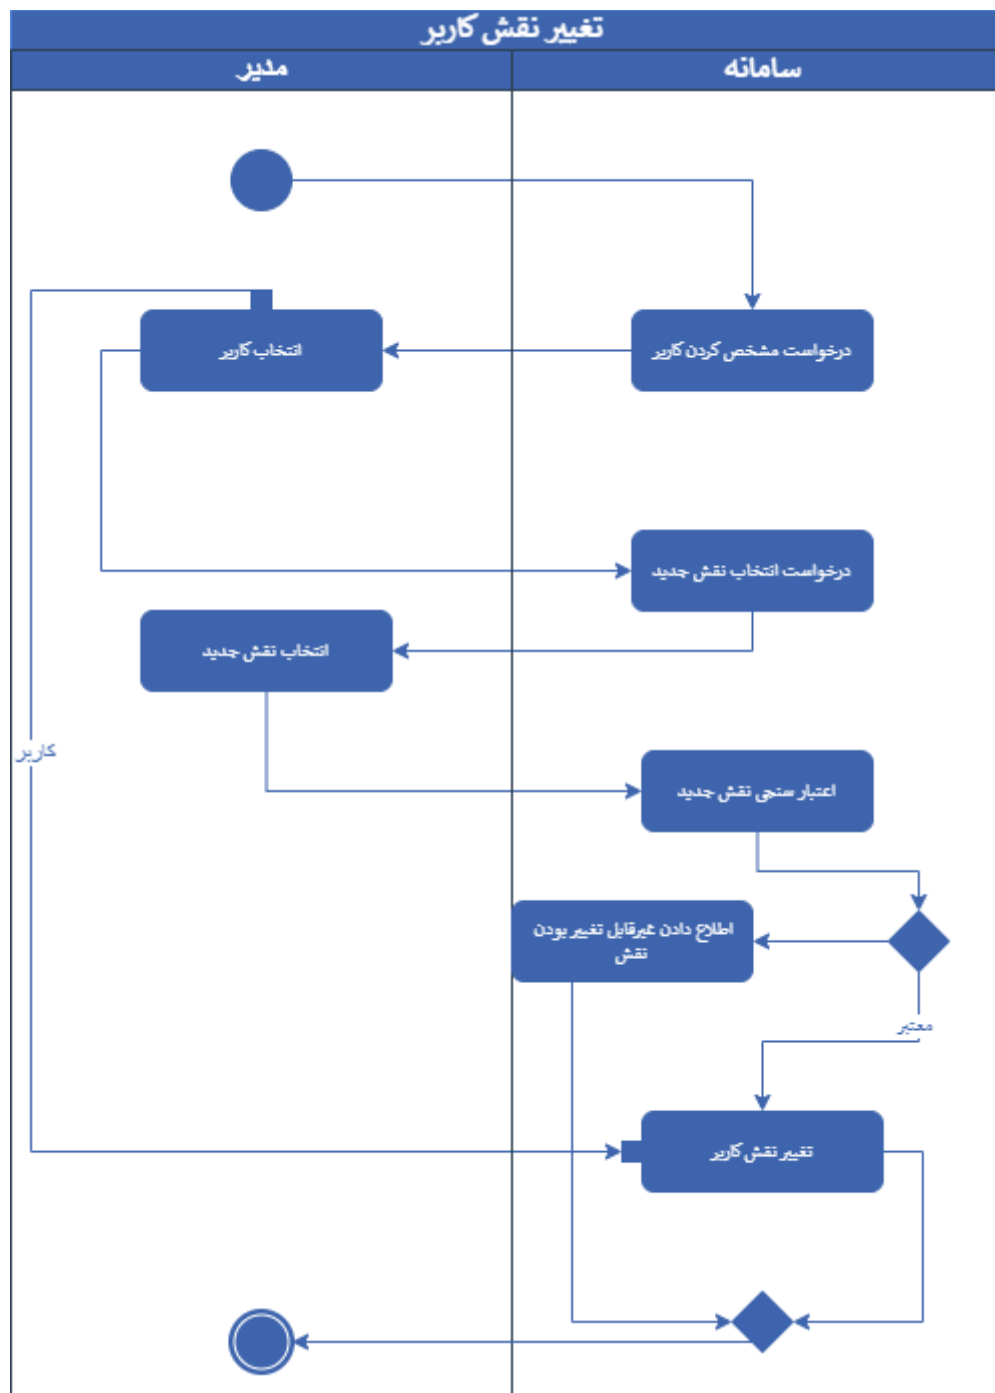 تغییر نقش کاربر
سامانه
مدیر
درخواست مشخص کردن کاربر
انتخاب کاربر
درخواست انتخاب نقش جدید
انتخاب نقش جدید
کاربر
اعتبار سنجی نقش جدید
اطلاع دادن غیرقابل تغییر بودن
نقش
معتبر
تغییر نقش کاربر